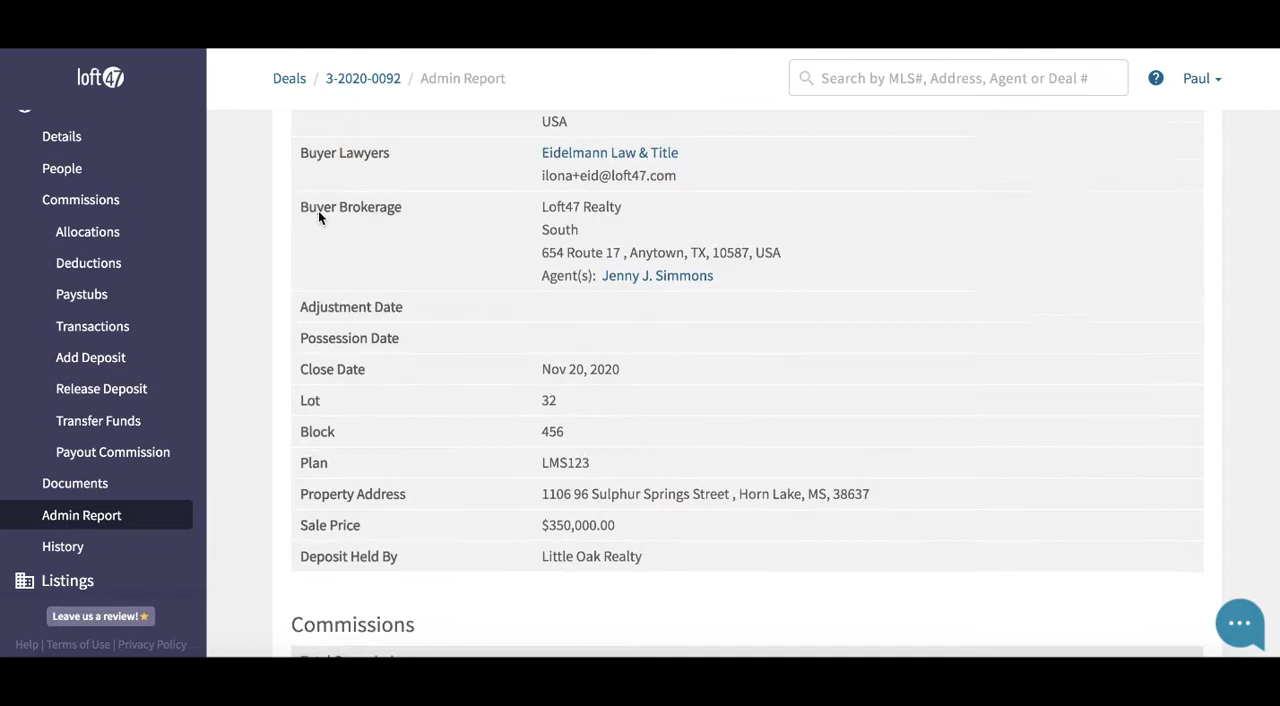 loft47
Deals / 3-2020-0092 / Admin Report
Search by MLS#, Address, Agent or Deal #
Paul
Details
People
Commissions
Allocations
Deductions
Paystubs
Transactions
Add Deposit
Release Deposit
Transfer Funds
Payout Commission
Documents
Admin Report
History
Listings
Leave us a review!
Help | Terms of Use | Privacy Policy
USA
Buyer Lawyers Eidelmann Law & Title
ilona+eid@loft47.com
Buyer Brokerage Loft47 Realty
South
654 Route 17 , Anytown, TX, 10587, USA
Agent(s): Jenny J. Simmons
Adjustment Date
Possession Date
Close Date Nov 20, 2020
Lot 32
Block 456
Plan LMS123
Property Address 1106 96 Sulphur Springs Street , Horn Lake, MS, 38637
Sale Price $350,000.00
Deposit Held By Little Oak Realty
Commissions